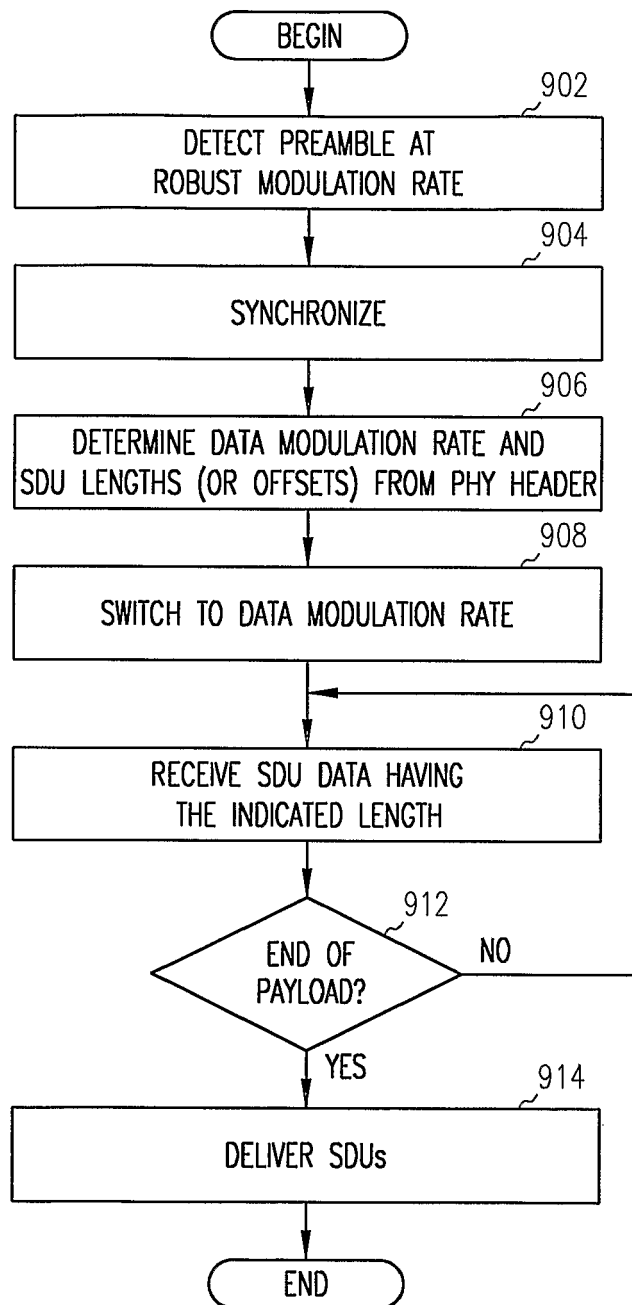 BEGIN
902
DETECT PREAMBLE AT
ROBUST MODULATION RATE
904
SYNCHRONIZE
906
DETERMINE DATA MODULATION RATE AND
SDU LENGTHS (OR OFFSETS) FROM PHY HEADER
908
SWITCH TO DATA MODULATION RATE
910
RECEIVE SDU DATA HAVING
THE INDICATED LENGTH
912
END OF
PAYLOAD?
NO
YES
914
DELIVER SDUs
END